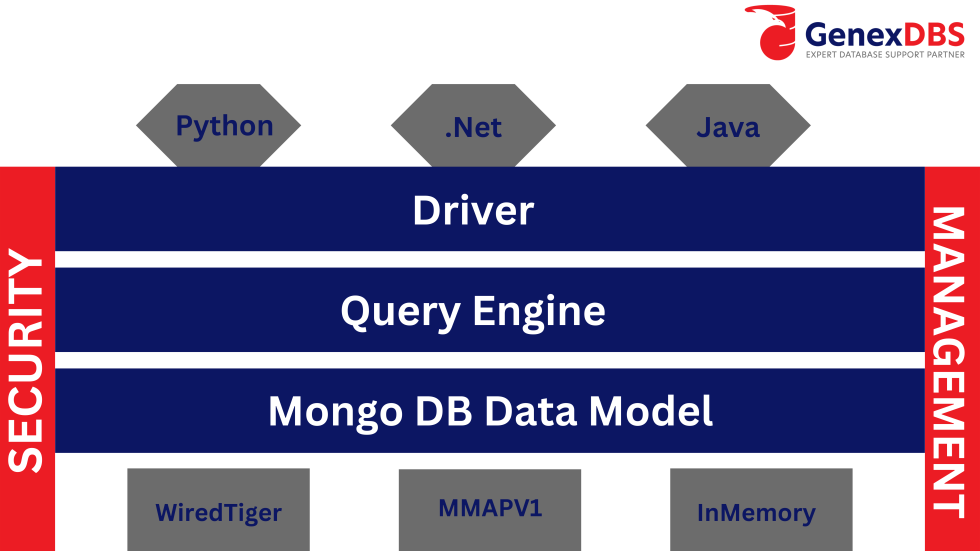 GenexDBS
EXPERT DATABASE SUPPORT PARTNER
Python
.Net
Java
Driver
Query Engine
Mongo DB Data Model
SECURITY
MANAGEMENT
WiredTiger
MMAPV1
InMemory